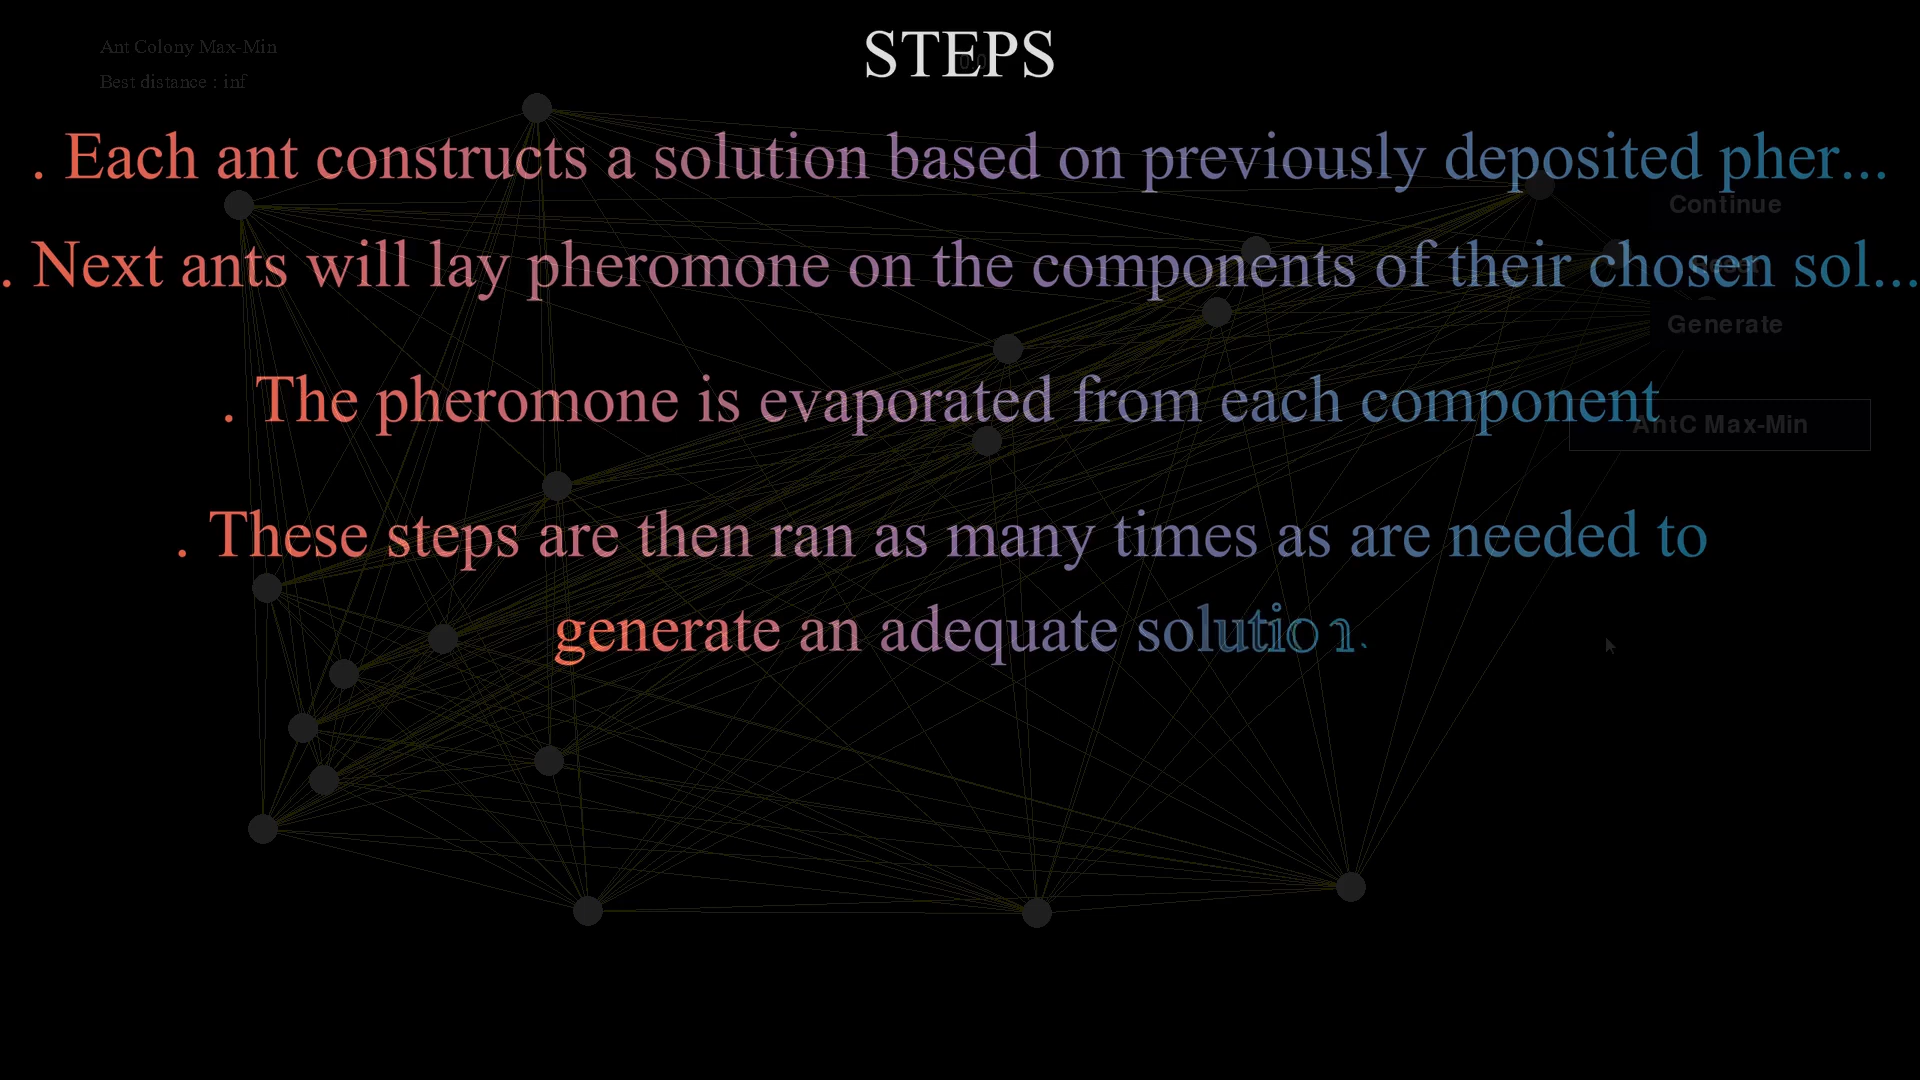 STEPS
Ant Colony Max-Min
Best distance : inf
. Each ant constructs a solution based on previously deposited pher...
Continue
. Next ants will lay pheromone on the components of their chosen sol...
Generate
. The pheromone is evaporated from each component
AntC Max-Min
. These steps are then ran as many times as are needed to
generate an adequate solution.